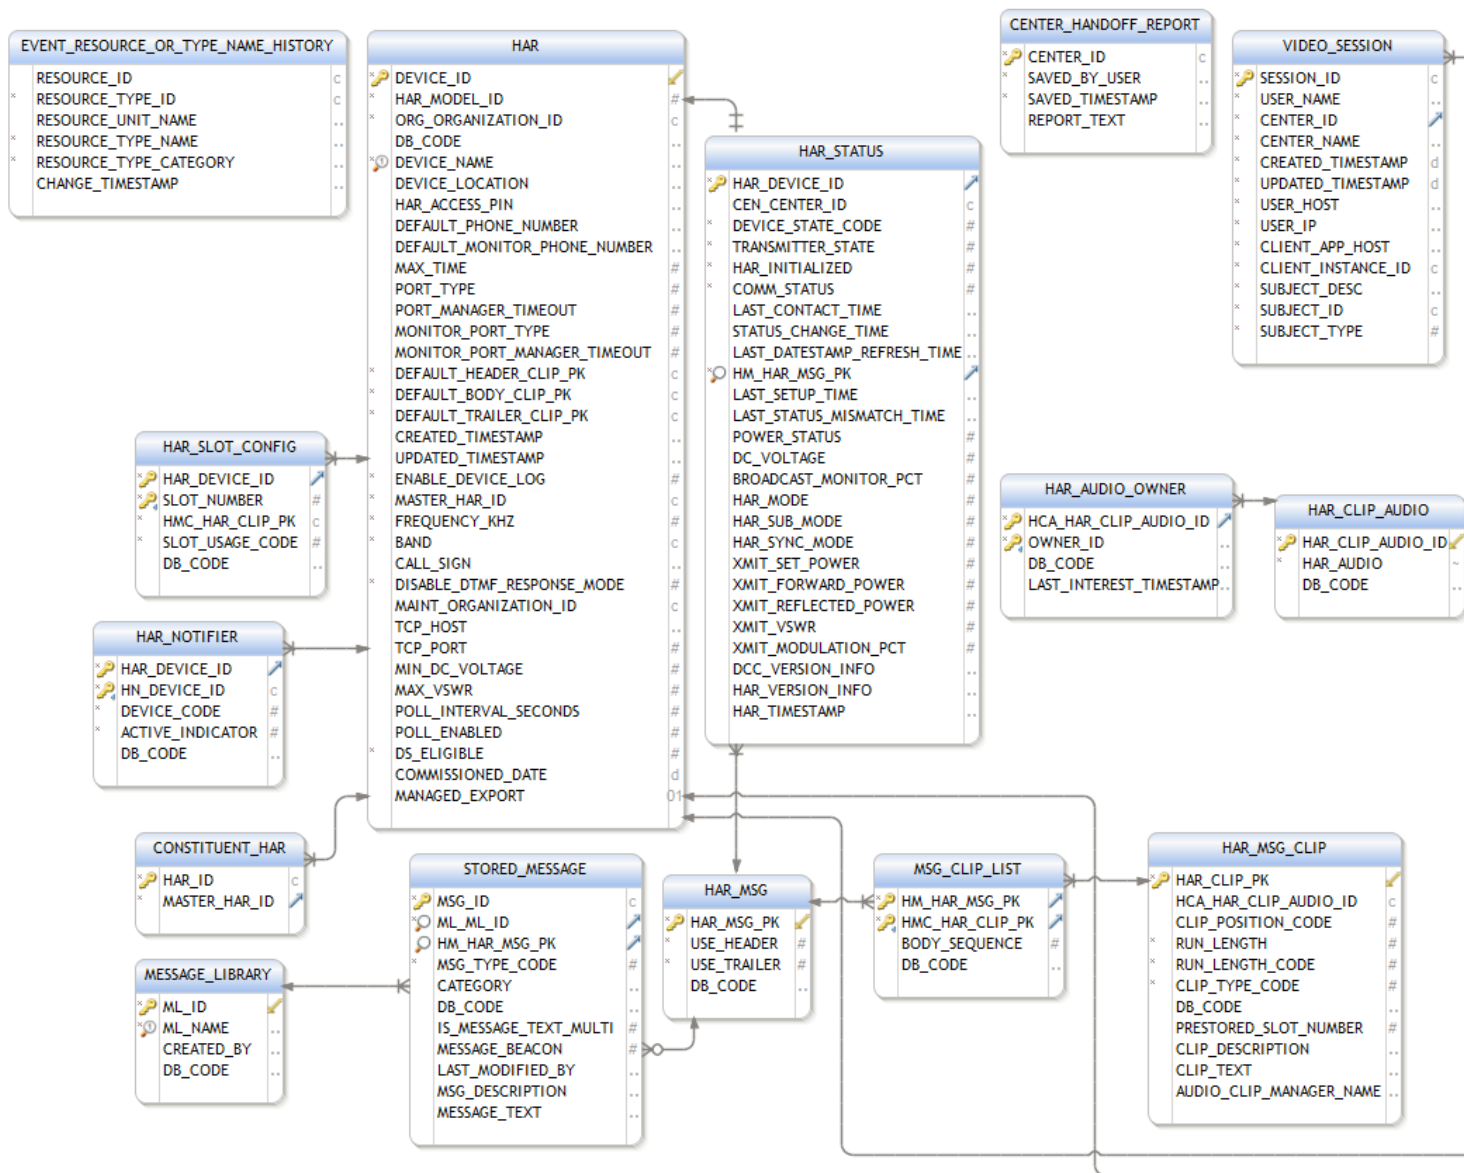 EVENT_RESOURCE_OR_TYPE_NAME_HISTORY
RESOURCE_ID c
RESOURCE_TYPE_ID c
RESOURCE_UNIT_NAME ..
RESOURCE_TYPE_NAME ..
RESOURCE_TYPE_CATEGORY ..
CHANGE_TIMESTAMP ..
HAR
DEVICE_ID
HAR_MODEL_ID #
ORG_ORGANIZATION_ID c
DB_CODE ..
DEVICE_NAME ..
DEVICE_LOCATION ..
HAR_ACCESS_PIN ..
DEFAULT_PHONE_NUMBER ..
DEFAULT_MONITOR_PHONE_NUMBER ..
MAX_TIME #
PORT_TYPE #
PORT_MANAGER_TIMEOUT #
MONITOR_PORT_TYPE #
MONITOR_PORT_MANAGER_TIMEOUT #
DEFAULT_HEADER_CLIP_PK c
DEFAULT_BODY_CLIP_PK c
DEFAULT_TRAILER_CLIP_PK c
CREATED_TIMESTAMP ..
UPDATED_TIMESTAMP ..
ENABLE_DEVICE_LOG #
MASTER_HAR_ID c
FREQUENCY_KHZ #
BAND c
CALL_SIGN ..
DISABLE_DTMF_RESPONSE_MODE #
MAINT_ORGANIZATION_ID c
TCP_HOST ..
TCP_PORT #
MIN_DC_VOLTAGE #
MAX_VSWR #
POLL_INTERVAL_SECONDS #
POLL_ENABLED #
DS_ELIGIBLE #
COMMISSIONED_DATE d
MANAGED_EXPORT 01
CENTER_HANDOFF_REPORT
CENTER_ID c
SAVED_BY_USER ..
SAVED_TIMESTAMP ..
REPORT_TEXT ..
VIDEO_SESSION
SESSION_ID c
USER_NAME ..
CENTER_ID
CENTER_NAME ..
CREATED_TIMESTAMP d
UPDATED_TIMESTAMP d
USER_HOST ..
USER_IP ..
CLIENT_APP_HOST ..
CLIENT_INSTANCE_ID c
SUBJECT_DESC ..
SUBJECT_ID c
SUBJECT_TYPE #
HAR_STATUS
HAR_DEVICE_ID
CEN_CENTER_ID c
DEVICE_STATE_CODE #
TRANSMITTER_STATE #
HAR_INITIALIZED #
COMM_STATUS #
LAST_CONTACT_TIME ..
STATUS_CHANGE_TIME ..
LAST_DATESTAMP_REFRESH_TIME ..
HM_HAR_MSG_PK
LAST_SETUP_TIME ..
LAST_STATUS_MISMATCH_TIME ..
POWER_STATUS #
DC_VOLTAGE #
BROADCAST_MONITOR_PCT #
HAR_MODE #
HAR_SUB_MODE #
HAR_SYNC_MODE #
XMIT_SET_POWER #
XMIT_FORWARD_POWER #
XMIT_REFLECTED_POWER #
XMIT_VSWR #
XMIT_MODULATION_PCT #
DCC_VERSION_INFO ..
HAR_VERSION_INFO ..
HAR_TIMESTAMP ..
HAR_SLOT_CONFIG
HAR_DEVICE_ID
SLOT_NUMBER #
HMC_HAR_CLIP_PK c
SLOT_USAGE_CODE #
DB_CODE ..
HAR_AUDIO_OWNER
HCA_HAR_CLIP_AUDIO_ID
OWNER_ID ..
DB_CODE ..
LAST_INTEREST_TIMESTAMP ..
HAR_CLIP_AUDIO
HAR_CLIP_AUDIO_ID
HAR_AUDIO ~
DB_CODE ..
HAR_NOTIFIER
HAR_DEVICE_ID
HN_DEVICE_ID c
DEVICE_CODE #
ACTIVE_INDICATOR #
DB_CODE ..
CONSTITUENT_HAR
HAR_ID c
MASTER_HAR_ID
MESSAGE_LIBRARY
ML_ID
ML_NAME ..
CREATED_BY ..
DB_CODE ..
STORED_MESSAGE
MSG_ID c
ML_ML_ID
HM_HAR_MSG_PK
MSG_TYPE_CODE #
CATEGORY ..
DB_CODE ..
IS_MESSAGE_TEXT_MULTI #
MESSAGE_BEACON #
LAST_MODIFIED_BY ..
MSG_DESCRIPTION ..
MESSAGE_TEXT ..
HAR_MSG
HAR_MSG_PK
USE_HEADER #
USE_TRAILER #
DB_CODE ..
MSG_CLIP_LIST
HM_HAR_MSG_PK
HMC_HAR_CLIP_PK
BODY_SEQUENCE #
DB_CODE ..
HAR_MSG_CLIP
HAR_CLIP_PK
HCA_HAR_CLIP_AUDIO_ID c
CLIP_POSITION_CODE #
RUN_LENGTH #
RUN_LENGTH_CODE #
CLIP_TYPE_CODE #
DB_CODE ..
PRESTORED_SLOT_NUMBER #
CLIP_DESCRIPTION ..
CLIP_TEXT ..
AUDIO_CLIP_MANAGER_NAME ..